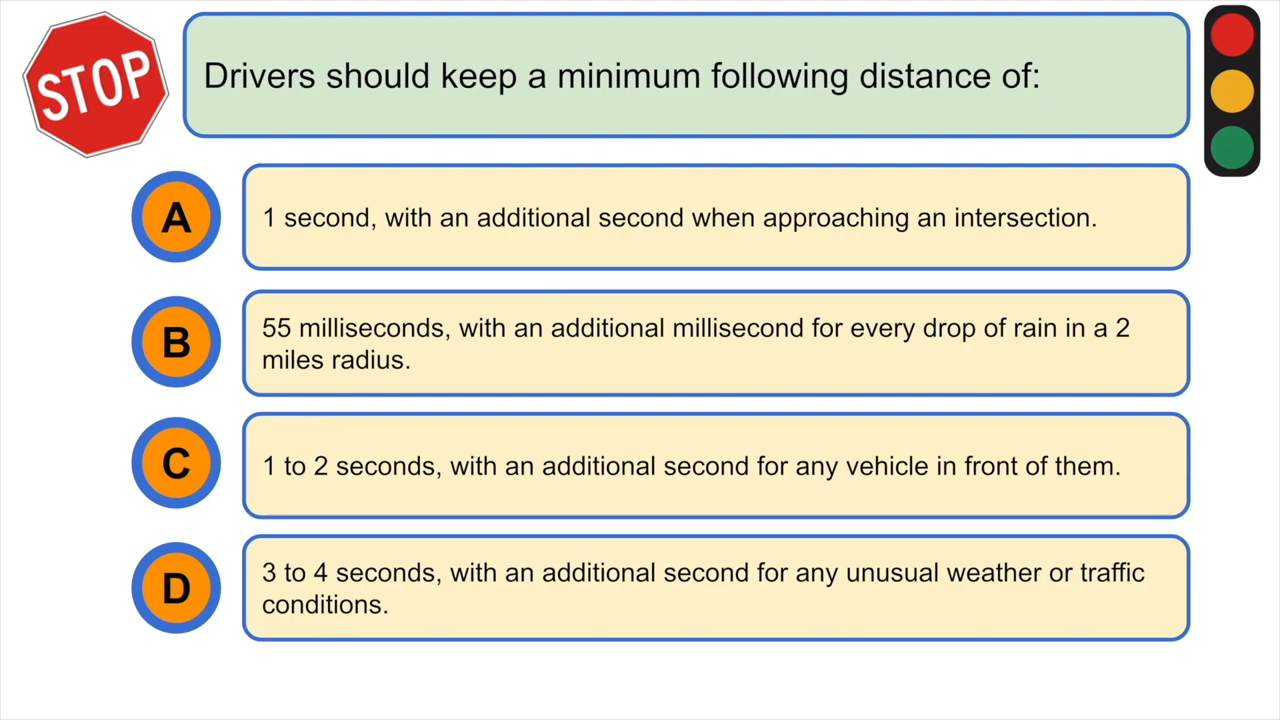 STOP
Drivers should keep a minimum following distance of:
A
1 second, with an additional second when approaching an intersection.
B
55 milliseconds, with an additional millisecond for every drop of rain in a 2
miles radius.
C
1 to 2 seconds, with an additional second for any vehicle in front of them.
D
3 to 4 seconds, with an additional second for any unusual weather or traffic
conditions.